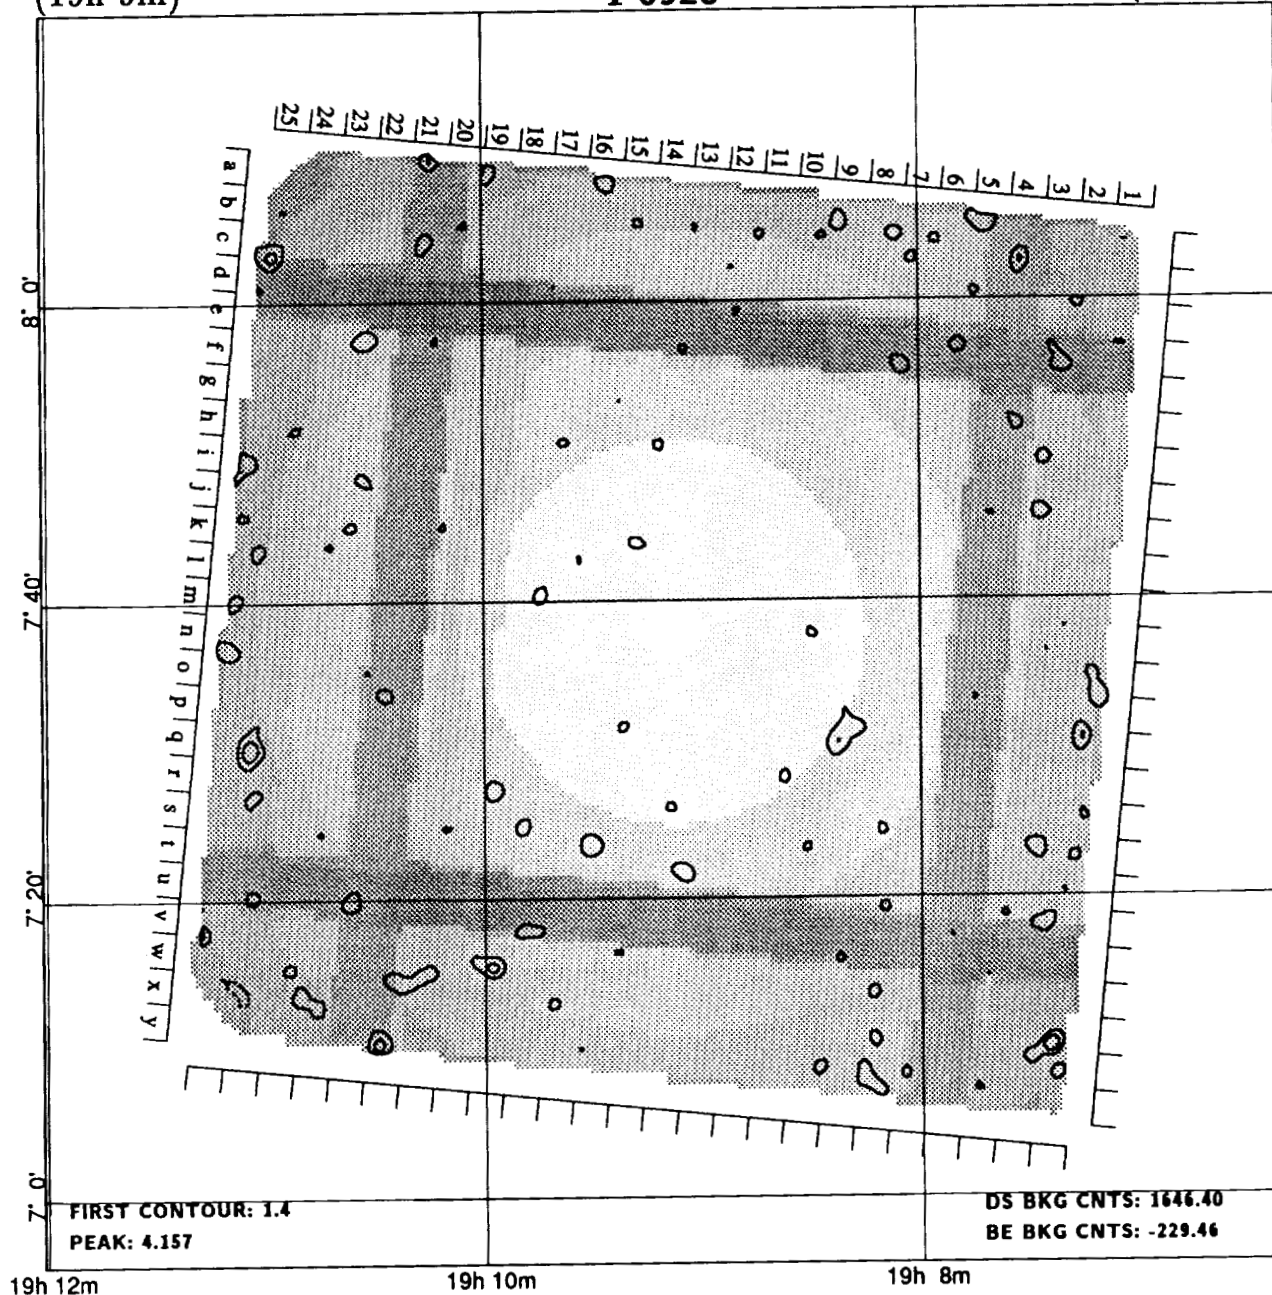 (19h 9m)
25 24 23 22 21 20 19 18 17 16 15 14 13 12 11 10 9 8 7 6 5 4 3 2 1
a b c d e f g h i j k l m n o p q r s t u v w x y
8° 0'
7° 40'
7° 20'
7° 0'
FIRST CONTOUR: 1.4
PEAK: 4.157
DS BKG CNTS: 1646.40
BE BKG CNTS: -229.46
19h 12m
19h 10m
19h 8m